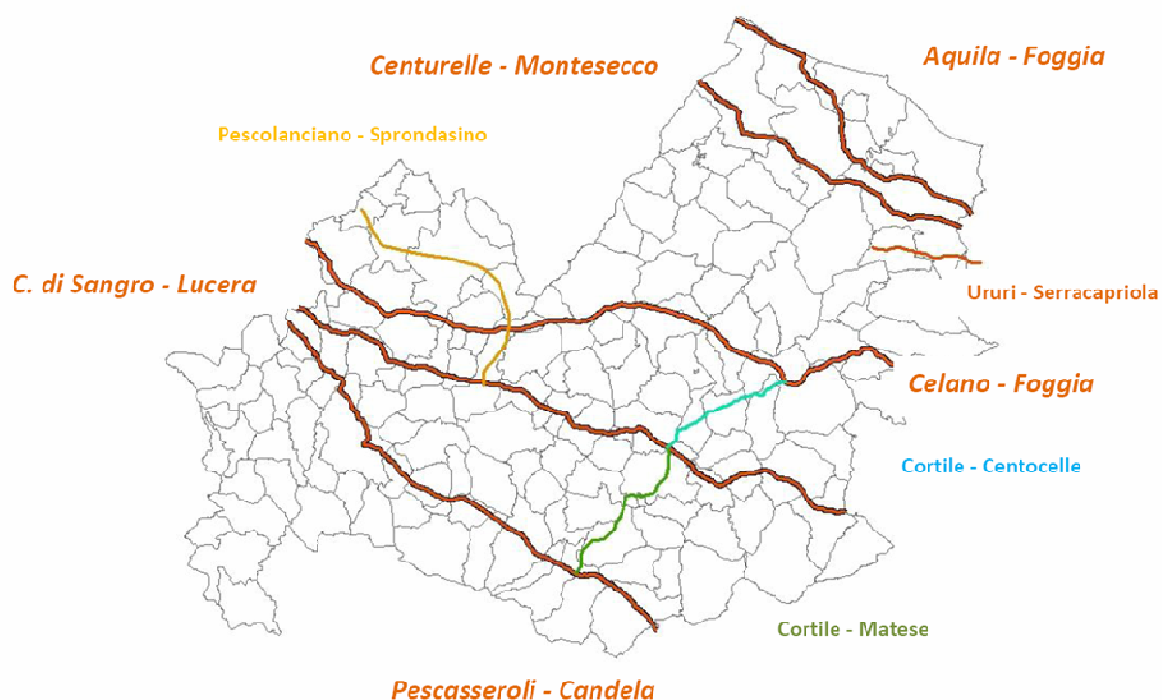 Aquila - Foggia
Centurelle - Montesecco
Pescolanciano - Sprondasino
C. di Sangro - Lucera
Ururi - Serracapriola
Celano - Foggia
Cortile - Centocelle
Cortile - Matese
Pescasseroli - Candela